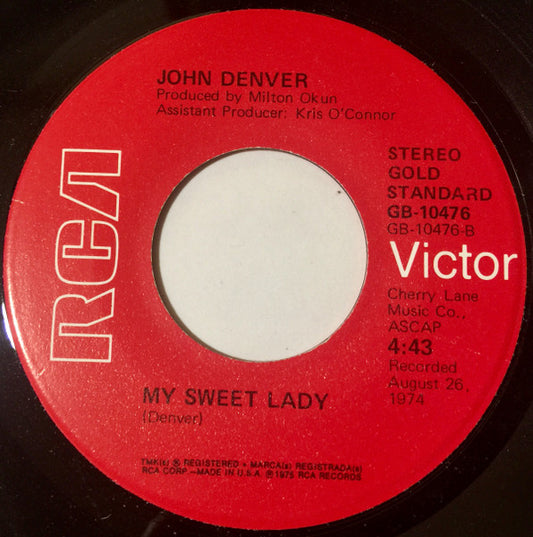 JOHN DENVER
Produced by Milton Okun
Assistant Producer: Kris O'Connor
RCA
STEREO
GOLD
STANDARD
GB-10476
GB-10476-B
Victor
Cherry Lane
Music Co.,
ASCAP
4:43
Recorded
August 26,
1974
MY SWEET LADY
(Denver)
TMK(s) ® REGISTERED • MARCA(s) REGISTRADA(s)
RCA CORP.—MADE IN U.S.A. ℗ 1975 RCA RECORDS